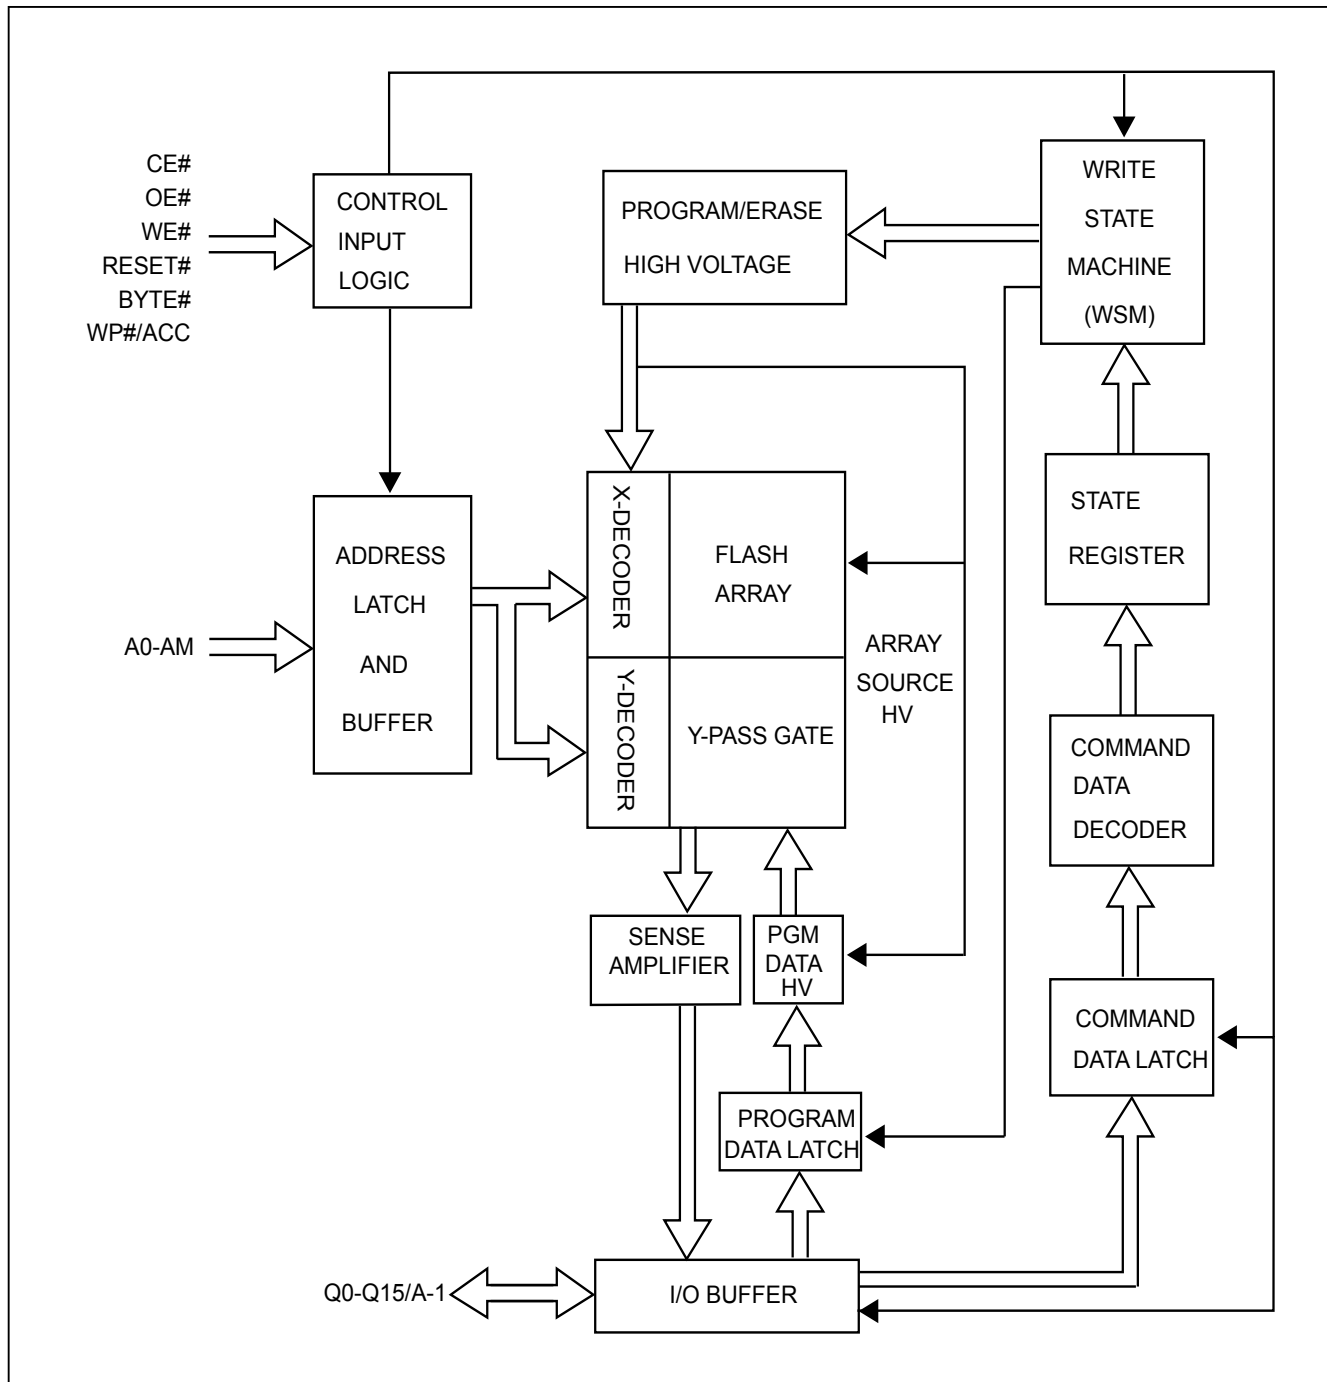 CE#
OE#
WE#
RESET#
BYTE#
WP#/ACC
CONTROL
INPUT
LOGIC
PROGRAM/ERASE
HIGH VOLTAGE
WRITE
STATE
MACHINE
(WSM)
A0-AM
ADDRESS
LATCH
AND
BUFFER
X-DECODER
FLASH
ARRAY
Y-DECODER
Y-PASS GATE
ARRAY
SOURCE
HV
STATE
REGISTER
COMMAND
DATA
DECODER
SENSE
AMPLIFIER
PGM
DATA
HV
COMMAND
DATA LATCH
PROGRAM
DATA LATCH
Q0-Q15/A-1
I/O BUFFER